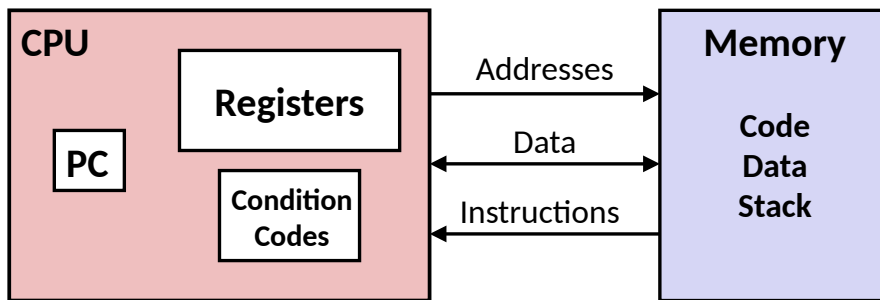 CPU
Registers
PC
Condition
Codes
Addresses
Data
Instructions
Memory
Code
Data
Stack